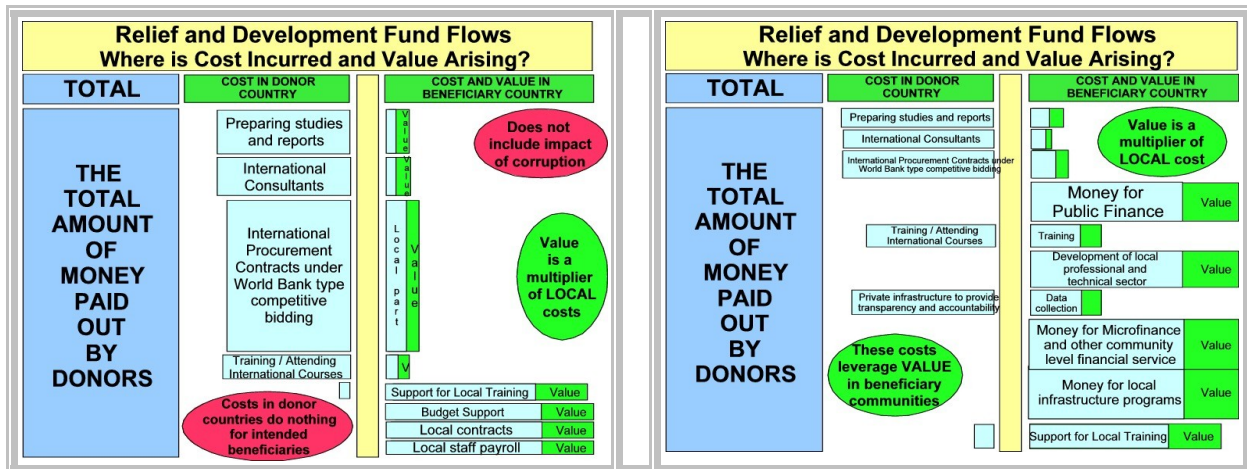 Relief and Development Fund Flows
Where is Cost Incurred and Value Arising?
TOTAL
COST IN DONOR
COUNTRY
COST AND VALUE IN
BENEFICIARY COUNTRY
THE
TOTAL
AMOUNT
OF
MONEY
PAID
OUT
BY
DONORS
Preparing studies
and reports
Value
Does not
include impact
of corruption
International
Consultants
Value
International
Procurement
Contracts under
World Bank type
competitive
bidding
Local part
Value
Value
is a
multiplier
of LOCAL
costs
Training / Attending
International Courses
V
Costs in donor
countries do nothing
for intended
beneficiaries
Support for Local Training
Value
Budget Support
Value
Local contracts
Value
Local staff payroll
Value
Relief and Development Fund Flows
Where is Cost Incurred and Value Arising?
TOTAL
COST IN DONOR
COUNTRY
COST AND VALUE IN
BENEFICIARY COUNTRY
THE
TOTAL
AMOUNT
OF
MONEY
PAID
OUT
BY
DONORS
Preparing studies and reports
International Consultants
International Procurement Contracts under
World Bank type competitive bidding
Value is a
multiplier of
LOCAL cost
Money for
Public Finance
Value
Training / Attending
International Courses
Training
Development of local
professional and
technical sector
Value
Private infrastructure to provide
transparency and accountability
Data
collection
These costs
leverage VALUE
in beneficiary
communities
Money for Microfinance
and other community
level financial service
Value
Money for local
infrastructure programs
Value
Support for Local Training
Value